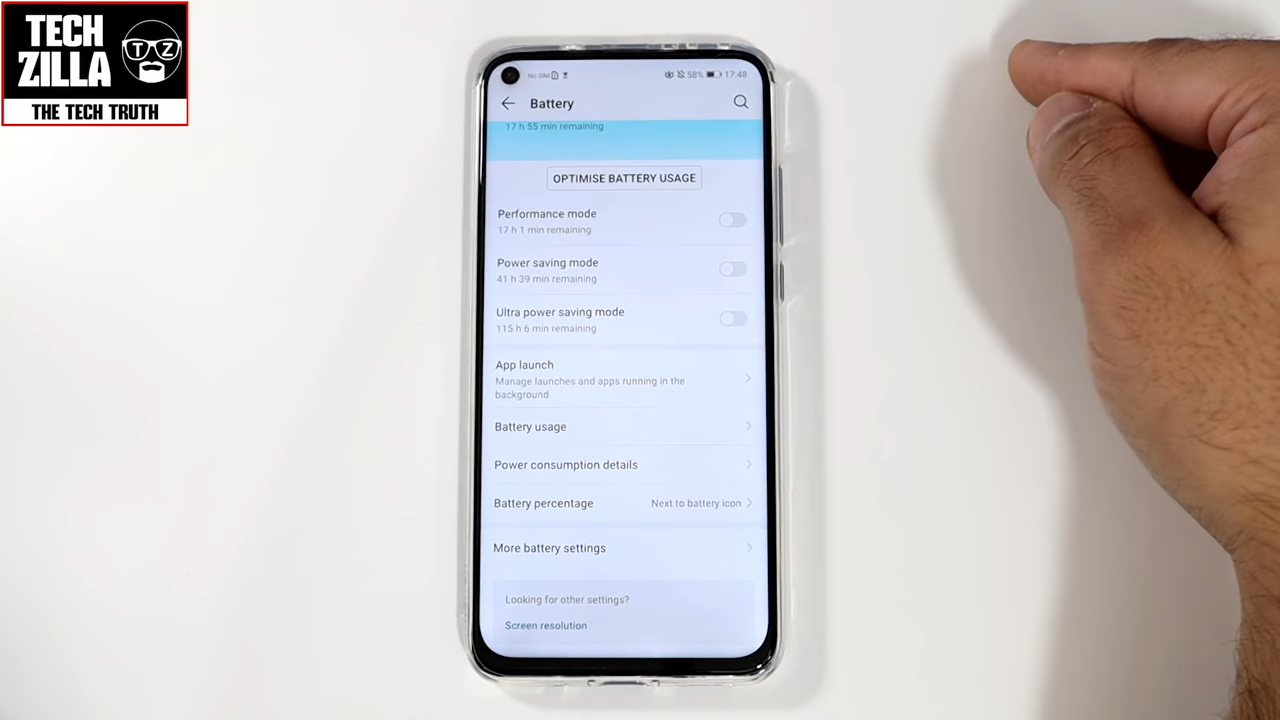 TECH
ZILLA
TZ
THE TECH TRUTH
No SIM
58%
17:48
Battery
17 h 55 min remaining
OPTIMISE BATTERY USAGE
Performance mode
17 h 1 min remaining
Power saving mode
41 h 39 min remaining
Ultra power saving mode
115 h 6 min remaining
App launch
Manage launches and apps running in the
background
Battery usage
Power consumption details
Battery percentage
Next to battery icon
More battery settings
Looking for other settings?
Screen resolution